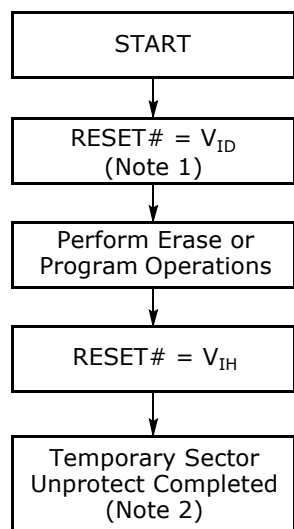 START
RESET# = VID
(Note 1)
Perform Erase or
Program Operations
RESET# = VIH
Temporary Sector
Unprotect Completed
(Note 2)